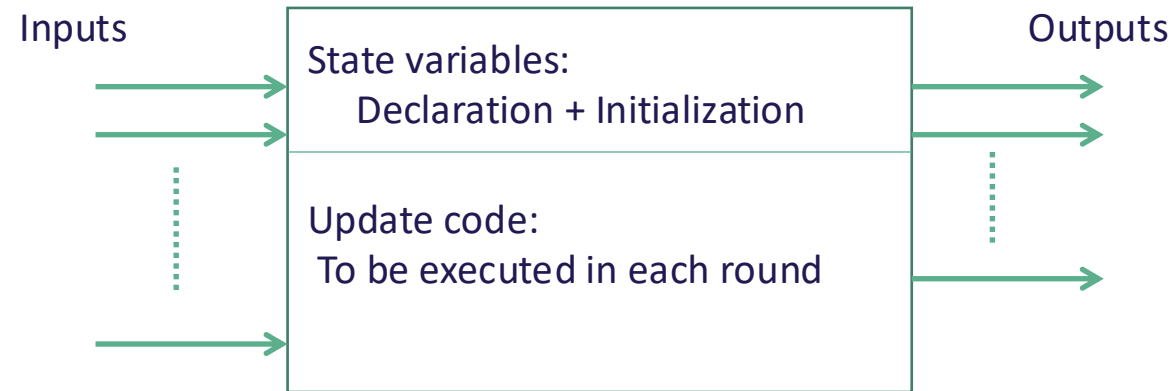 Inputs
Outputs
State variables:
Declaration + Initialization
Update code:
To be executed in each round